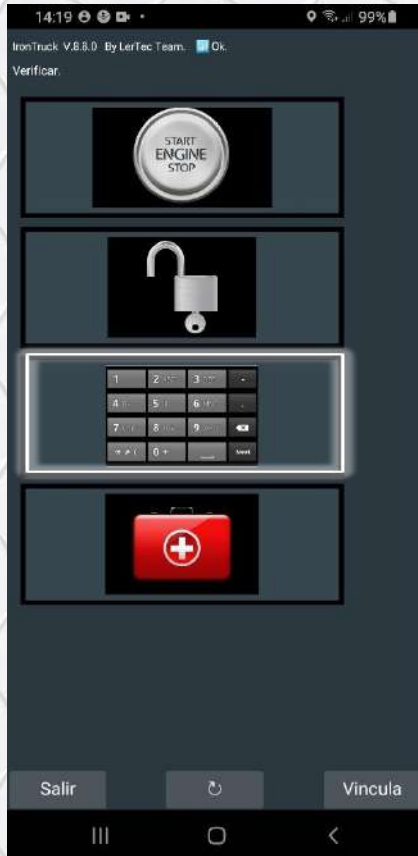 14:19 99%
IronTruck V.8.8.0 By LerTec Team. Ok.
Verificar.
START
ENGINE
STOP
1 2 3 -
4 5 6 .
7 8 9
0 + Next
Salir Vincula